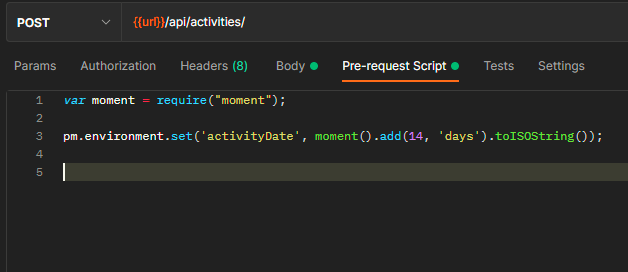 POST {{url}}/api/activities/
Params Authorization Headers (8) Body Pre-request Script Tests Settings
1 var moment = require("moment");
2
3 pm.environment.set('activityDate', moment().add(14, 'days').toISOString());
4
5